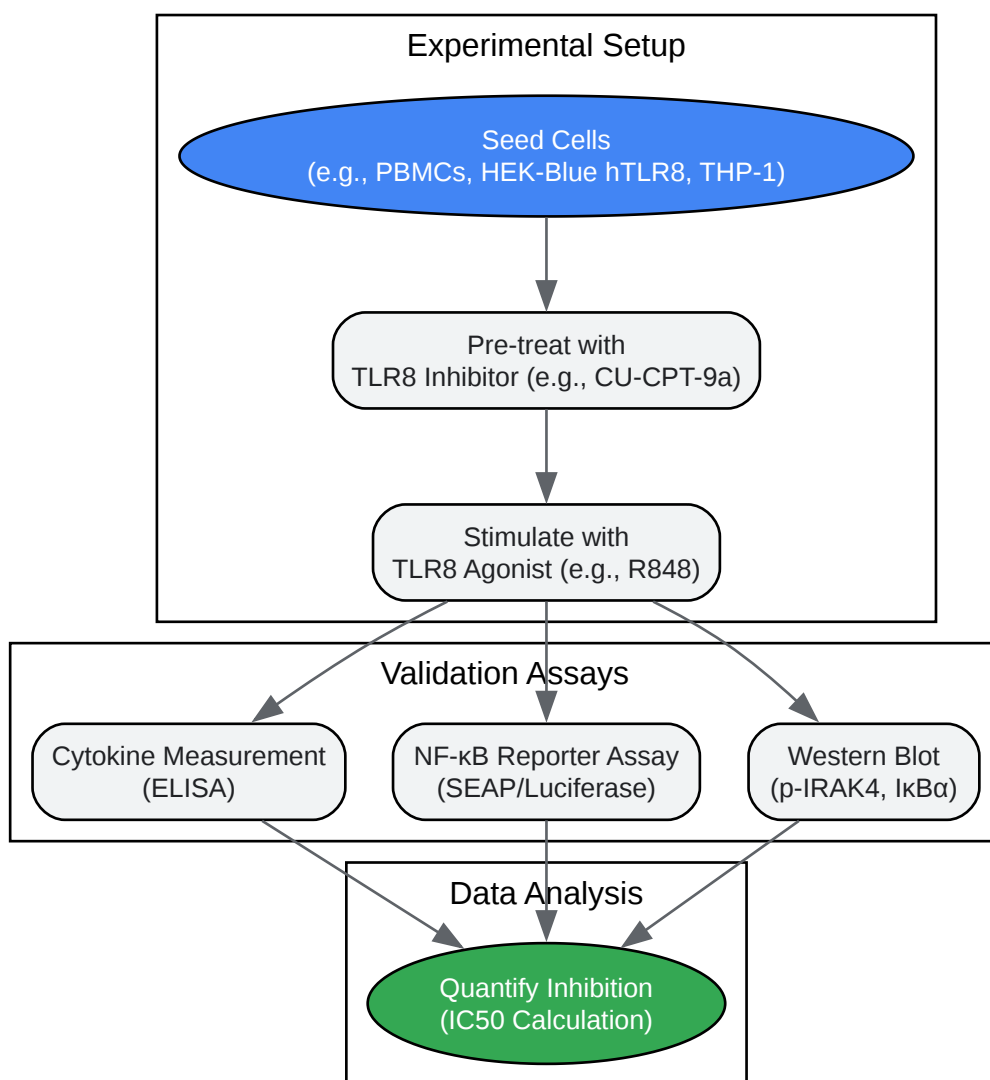 Experimental Setup
Seed Cells
(e.g., PBMCs, HEK-Blue hTLR8, THP-1)
Pre-treat with
TLR8 Inhibitor (e.g., CU-CPT-9a)
Stimulate with
TLR8 Agonist (e.g., R848)
Validation Assays
Cytokine Measurement
(ELISA)
NF-κB Reporter Assay
(SEAP/Luciferase)
Western Blot
(p-IRAK4, IκBα)
Data Analysis
Quantify Inhibition
(IC50 Calculation)